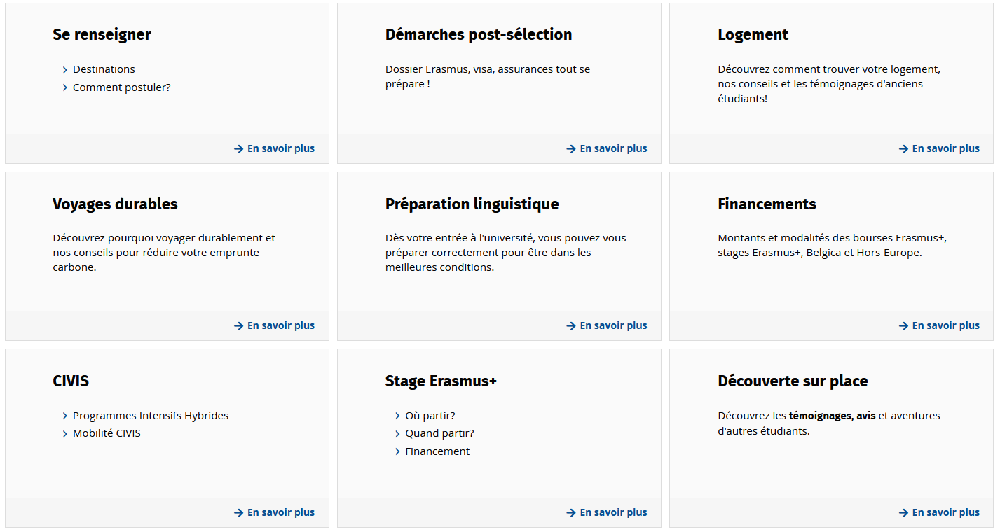 Se renseigner
Destinations
Comment postuler?
En savoir plus
Démarches post-sélection
Dossier Erasmus, visa, assurances tout se
prépare !
En savoir plus
Logement
Découvrez comment trouver votre logement,
nos conseils et les témoignages d'anciens
étudiants!
En savoir plus
Voyages durables
Découvrez pourquoi voyager durablement et
nos conseils pour réduire votre emprunte
carbone.
En savoir plus
Préparation linguistique
Dès votre entrée à l'université, vous pouvez vous
préparer correctement pour être dans les
meilleures conditions.
En savoir plus
Financements
Montants et modalités des bourses Erasmus+,
stages Erasmus+, Belgica et Hors-Europe.
En savoir plus
CIVIS
Programmes Intensifs Hybrides
Mobilité CIVIS
En savoir plus
Stage Erasmus+
Où partir?
Quand partir?
Financement
En savoir plus
Découverte sur place
Découvrez les témoignages, avis et aventures
d'autres étudiants.
En savoir plus